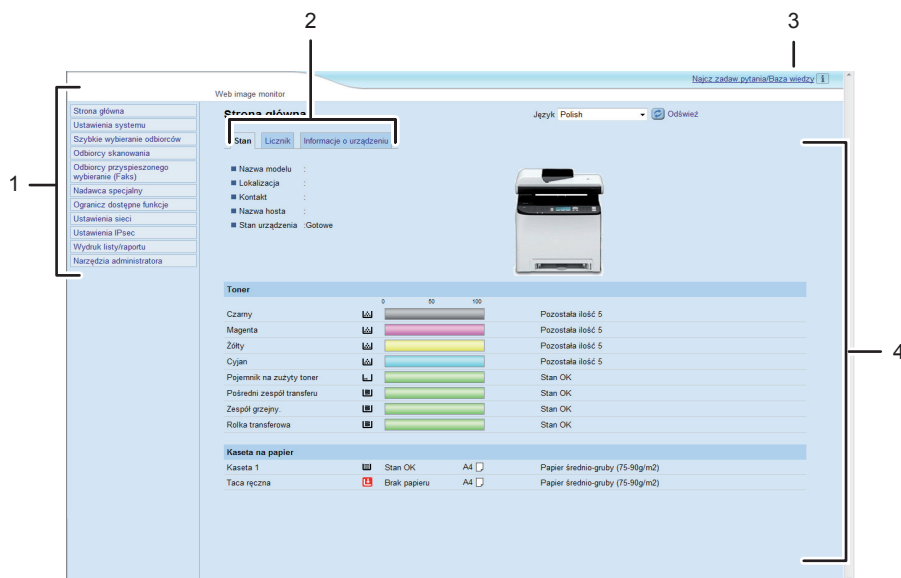 2
3
Najcz.zadaw.pytania/Baza wiedzy
Web image monitor
1
Strona główna
Ustawienia systemu
Szybkie wybieranie odbiorców
Odbiorcy skanowania
Odbiorcy przyspieszonego
wybieranie (Faks)
Nadawca specjalny
Ogranicz dostępne funkcje
Ustawienia sieci
Ustawienia IPsec
Wydruk listy/raportu
Narzędzia administratora
Strona główna
Język Polish Odśwież
Stan Licznik Informacje o urządzeniu
Nazwa modelu :
Lokalizacja :
Kontakt :
Nazwa hosta :
Stan urządzenia :Gotowe
4
Toner
0 50 100
Czarny Pozostała ilość 5
Magenta Pozostała ilość 5
Żółty Pozostała ilość 5
Cyjan Pozostała ilość 5
Pojemnik na zużyty toner Stan OK
Pośredni zespół transferu Stan OK
Zespół grzejny. Stan OK
Rolka transferowa Stan OK
Kaseta na papier
Kaseta 1 Stan OK A4 Papier średnio-gruby (75-90g/m2)
Taca ręczna Brak papieru A4 Papier średnio-gruby (75-90g/m2)